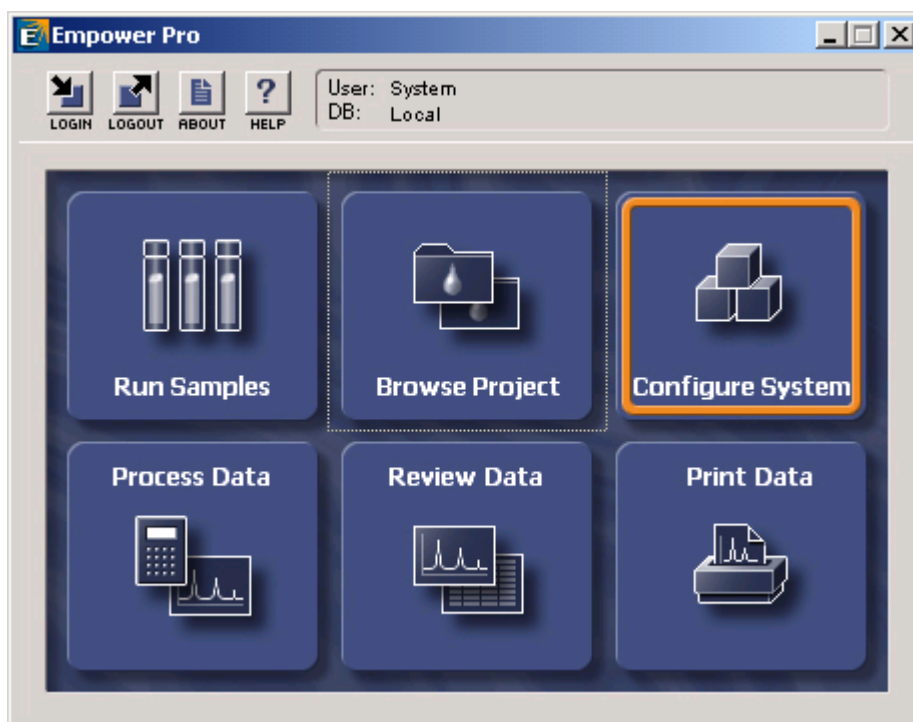 Empower Pro
User: System
DB: Local
LOGIN LOGOUT ABOUT HELP
Run Samples
Browse Project
Configure System
Process Data
Review Data
Print Data